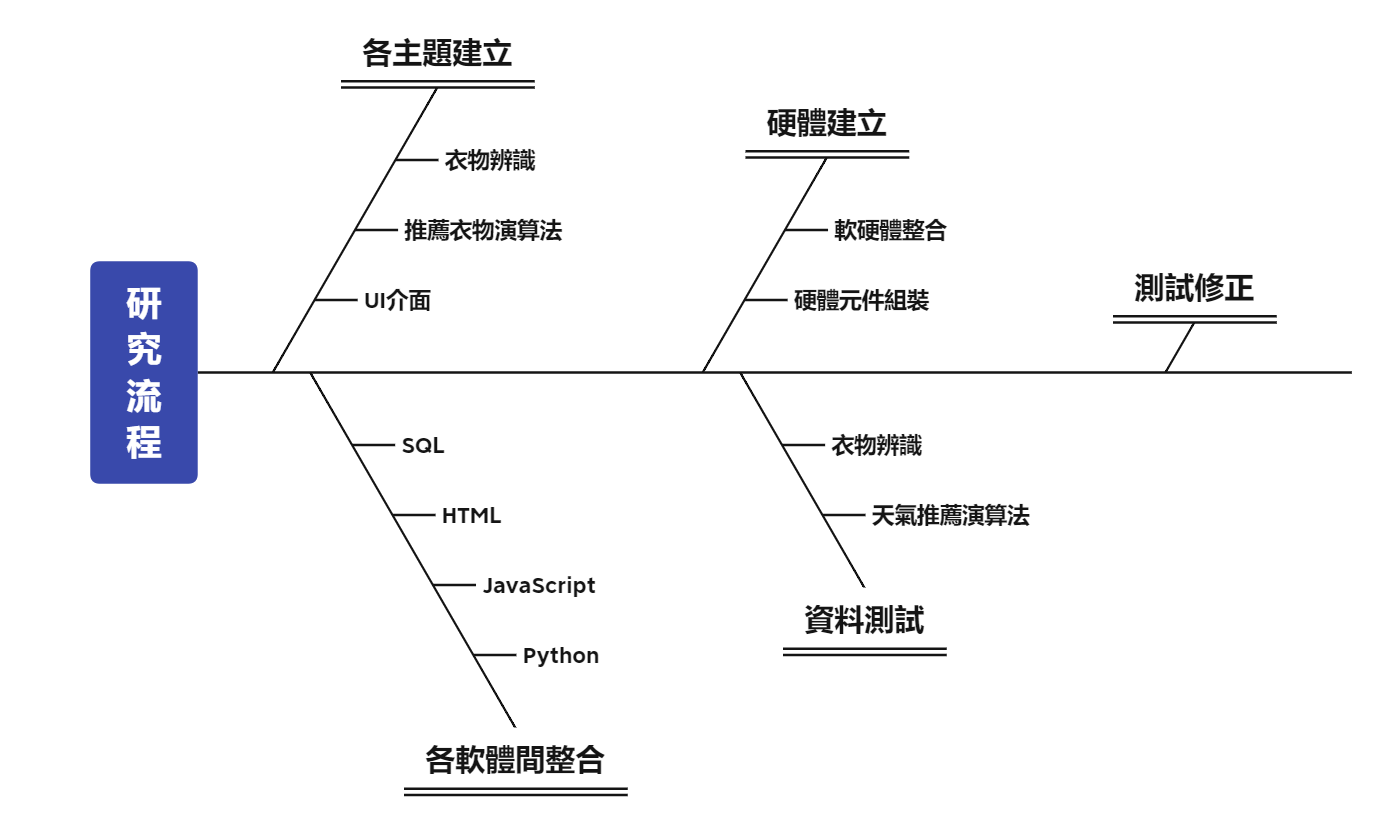 各主題建立
衣物辨識
推薦衣物演算法
UI介面
硬體建立
軟硬體整合
硬體元件組裝
測試修正
研
究
流
程
SQL
HTML
JavaScript
Python
各軟體間整合
衣物辨識
天氣推薦演算法
資料測試